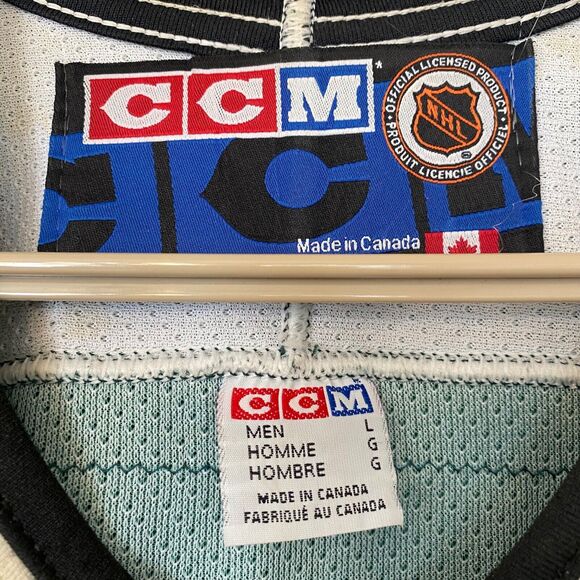 CCM*
OFFICIAL LICENSED PRODUCT
NHL
PRODUIT LICENCIE OFFICIEL
®
Made in Canada
CCM
MEN L
HOMME G
HOMBRE G
MADE IN CANADA
FABRIQUÉ AU CANADA